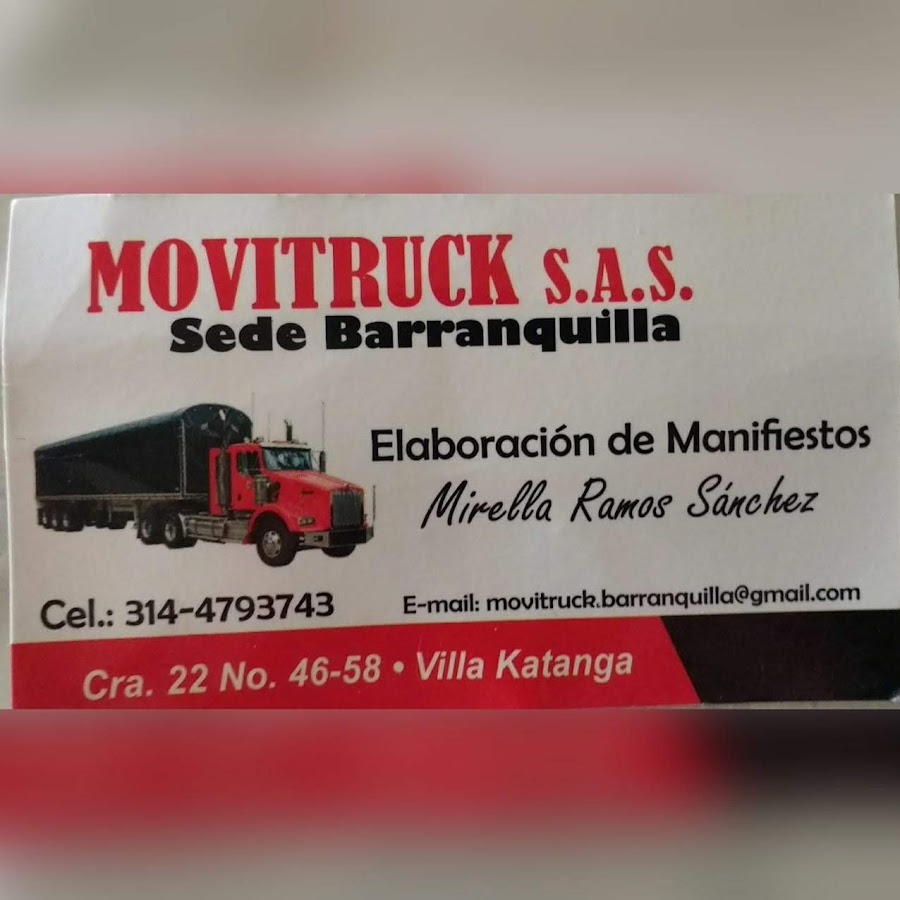 MOVITRUCK S.A.S.
Sede Barranquilla
Elaboración de Manifiestos
Mirella Ramos Sánchez
Cel.: 314-4793743
E-mail: movitruck.barranquilla@gmail.com
Cra. 22 No. 46-58 • Villa Katanga